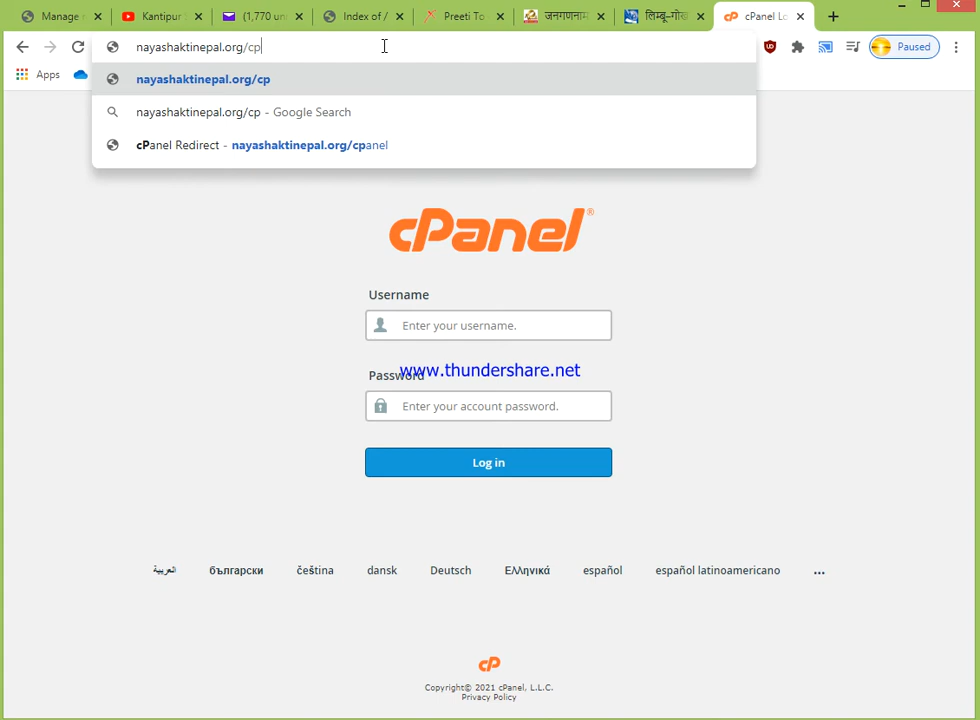 Manage
Kantipur
(1,770 un
Index of /
Preeti To
जनगणनाम
लिम्बू-गोरख
cPanel Lo
nayashaktinepal.org/cp
Paused
Apps
nayashaktinepal.org/cp
nayashaktinepal.org/cp - Google Search
cPanel Redirect - nayashaktinepal.org/cpanel
cPanel®
Username
Enter your username.
Password
www.thundershare.net
Enter your account password.
Log in
العربية български čeština dansk Deutsch Ελληνικά español español latinoamericano ...
cP
Copyright© 2021 cPanel, L.L.C.
Privacy Policy